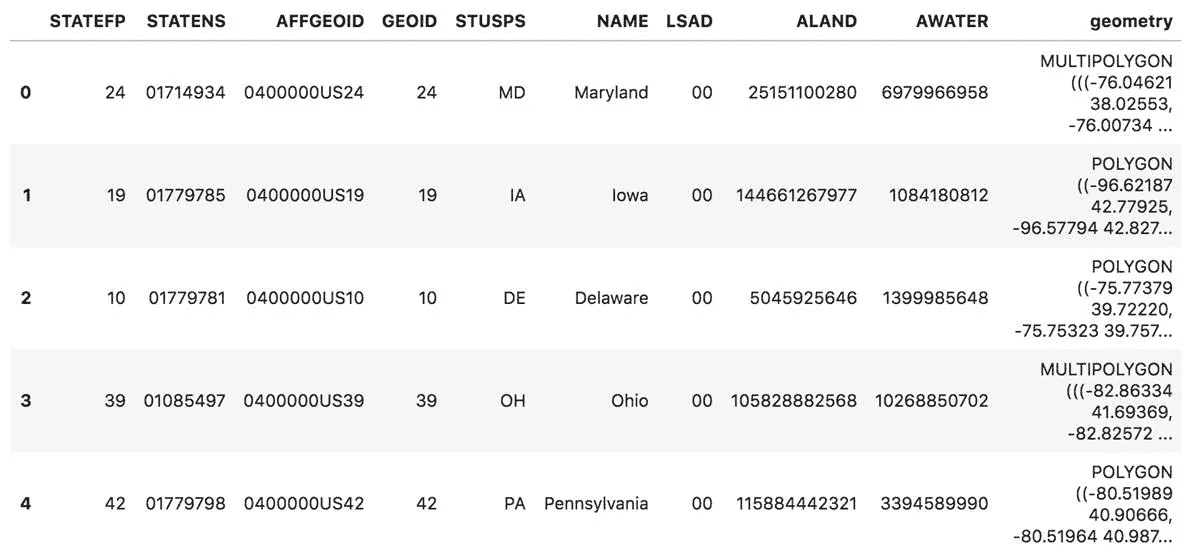 STATEFP STATENS AFFGEOID GEOID STUSPS NAME LSAD ALAND AWATER geometry
0 24 01714934 0400000US24 24 MD Maryland 00 25151100280 6979966958 MULTIPOLYGON
(((-76.04621
38.02553,
-76.00734 ...
1 19 01779785 0400000US19 19 IA Iowa 00 144661267977 1084180812 POLYGON
((-96.62187
42.77925,
-96.57794 42.827...
2 10 01779781 0400000US10 10 DE Delaware 00 5045925646 1399985648 POLYGON
((-75.77379
39.72220,
-75.75323 39.757...
3 39 01085497 0400000US39 39 OH Ohio 00 105828882568 10268850702 MULTIPOLYGON
(((-82.86334
41.69369,
-82.82572 ...
4 42 01779798 0400000US42 42 PA Pennsylvania 00 115884442321 3394589990 POLYGON
((-80.51989
40.90666,
-80.51964 40.987...